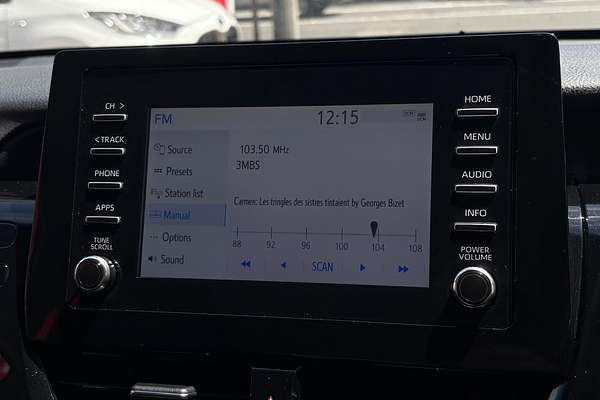 CH >
< TRACK
PHONE
APPS
TUNE
SCROLL
FM
12:15
Source
Presets
Station list
Manual
Options
Sound
103.50 MHz
3MBS
Carmen: Les tringles des sistres tintaient by Georges Bizet
88 92 96 100 104 108
SCAN
HOME
MENU
AUDIO
INFO
POWER
VOLUME